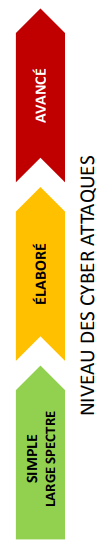 AVANCÉ
ÉLABORÉ
SIMPLE
LARGE SPECTRE
NIVEAU DES CYBER ATTAQUES